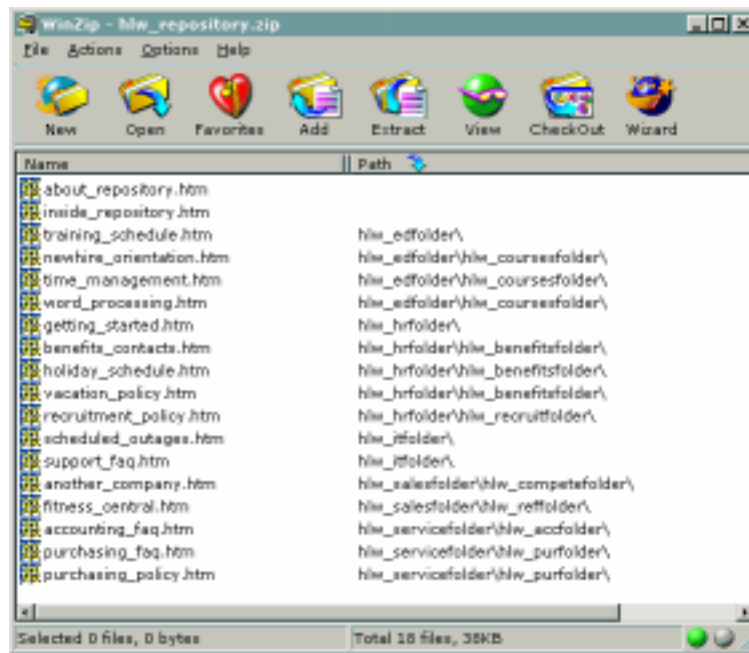 WinZip - hlw_repository.zip
File Actions Options Help
New Open Favorites Add Extract View CheckOut Wizard
Name Path
about_repository.htm
inside_repository.htm
training_schedule.htm hlw_edfolder\
newhire_orientation.htm hlw_edfolder\hlw_coursesfolder\
time_management.htm hlw_edfolder\hlw_coursesfolder\
word_processing.htm hlw_edfolder\hlw_coursesfolder\
getting_started.htm hlw_hrfolder\
benefits_contacts.htm hlw_hrfolder\hlw_benefitsfolder\
holiday_schedule.htm hlw_hrfolder\hlw_benefitsfolder\
vacation_policy.htm hlw_hrfolder\hlw_benefitsfolder\
recruitment_policy.htm hlw_hrfolder\hlw_recruitfolder\
scheduled_outages.htm hlw_itfolder\
support_faq.htm hlw_itfolder\
another_company.htm hlw_salesfolder\hlw_competefolder\
fitness_central.htm hlw_salesfolder\hlw_reffolder\
accounting_faq.htm hlw_servicefolder\hlw_accfolder\
purchasing_faq.htm hlw_servicefolder\hlw_purfolder\
purchasing_policy.htm hlw_servicefolder\hlw_purfolder\
Selected 0 files, 0 bytes Total 18 files, 38KB